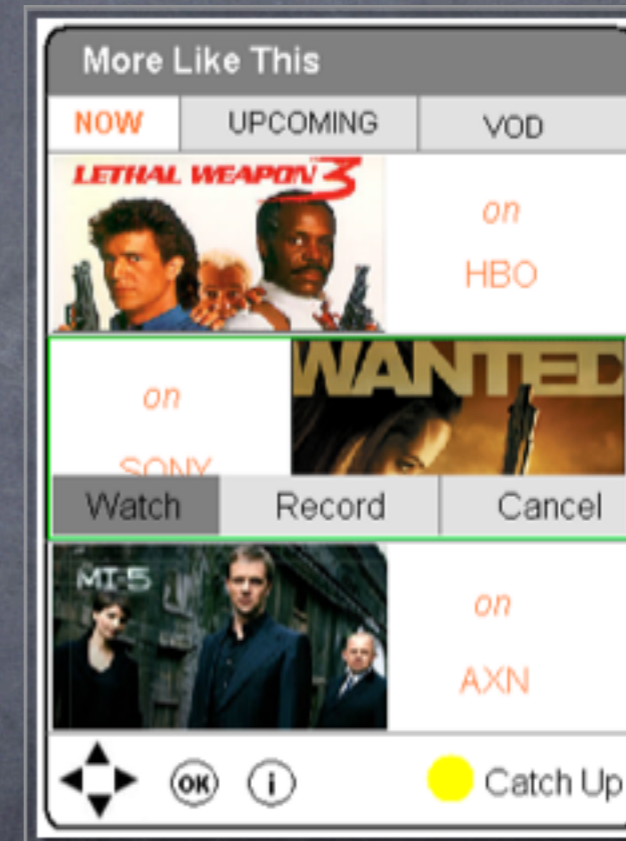 More Like This
NOW UPCOMING VOD
LETHAL WEAPON 3
on
HBO
WANTED
on
SONY
Watch Record Cancel
MI-5
on
AXN
OK i Catch Up